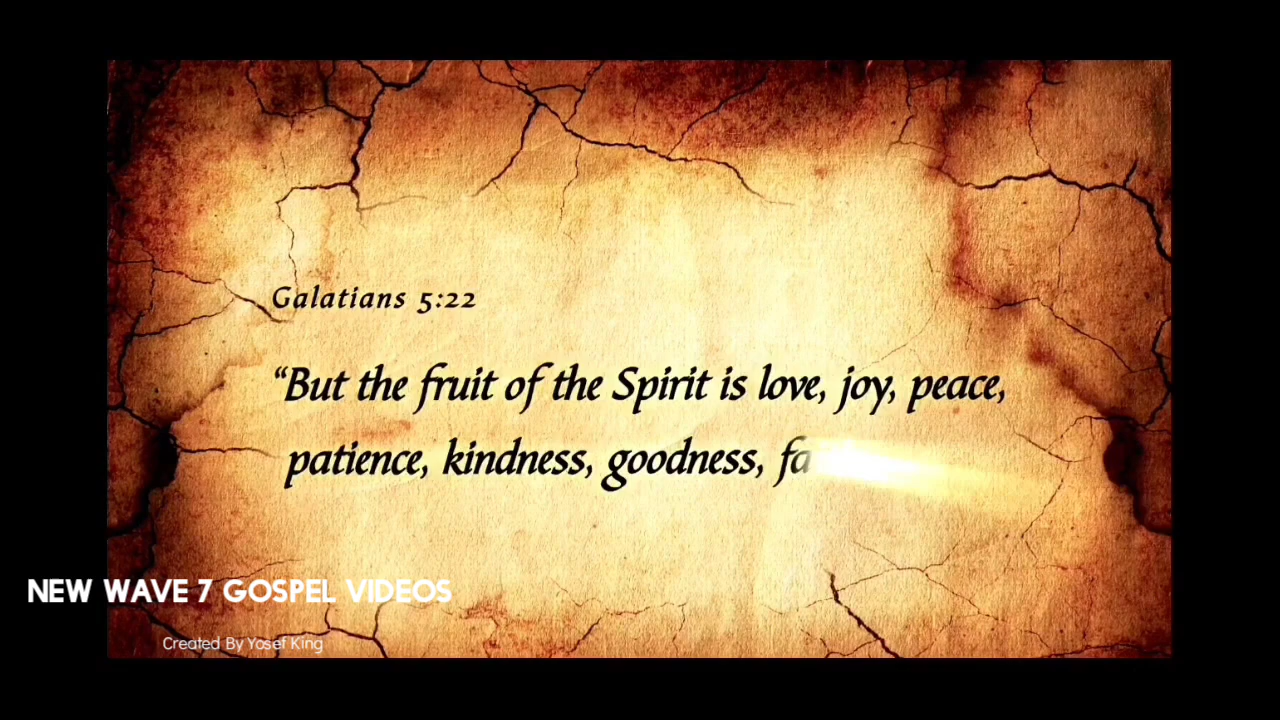 Galatians 5:22
“But the fruit of the Spirit is love, joy, peace,
patience, kindness, goodness, fa
NEW WAVE 7 GOSPEL VIDEOS
Created By Yosef King